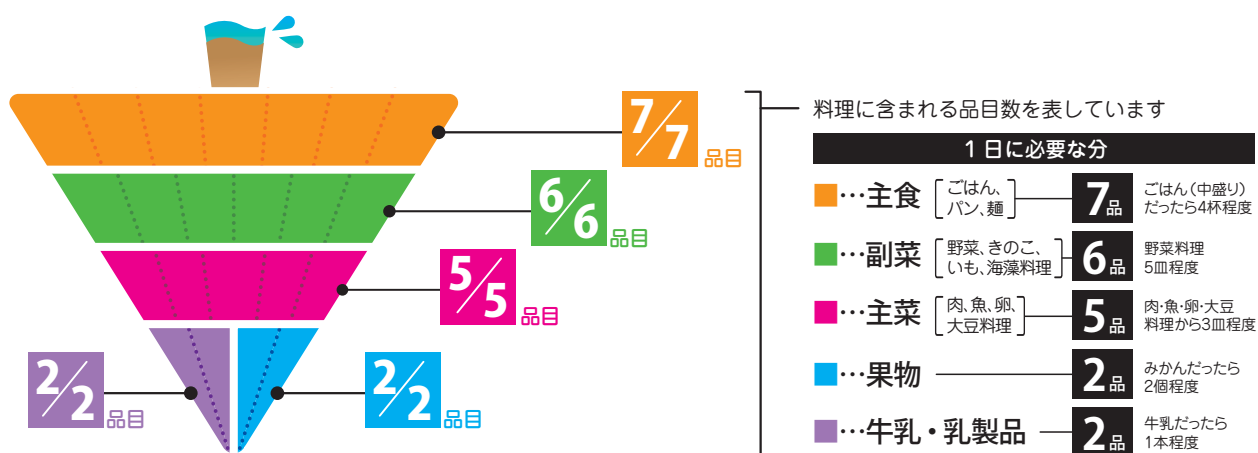 7/7 品目
6/6 品目
5/5 品目
2/2 品目
2/2 品目
料理に含まれる品目数を表しています
1日に必要な分
■…主食 [ごはん、
パン、麺] 7品 ごはん(中盛り)
だったら4杯程度
■…副菜 [野菜、きのこ、
いも、海藻料理] 6品 野菜料理
5皿程度
■…主菜 [肉、魚、卵、
大豆料理] 5品 肉・魚・卵・大豆
料理から3皿程度
■…果物 2品 みかんだったら
2個程度
■…牛乳・乳製品 2品 牛乳だったら
1本程度